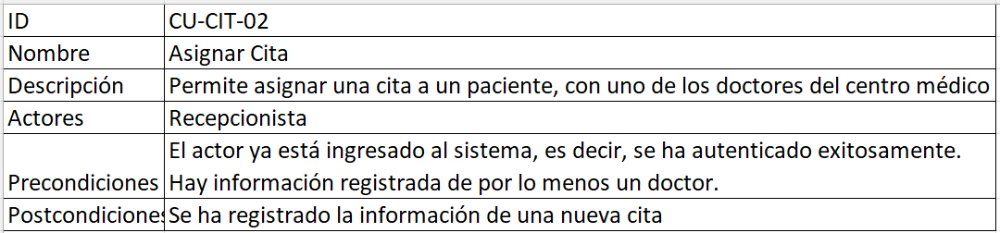 ID CU-CIT-02
Nombre Asignar Cita
Descripción Permite asignar una cita a un paciente, con uno de los doctores del centro médico
Actores Recepcionista
El actor ya está ingresado al sistema, es decir, se ha autenticado exitosamente.
Precondiciones Hay información registrada de por lo menos un doctor.
Postcondiciones Se ha registrado la información de una nueva cita